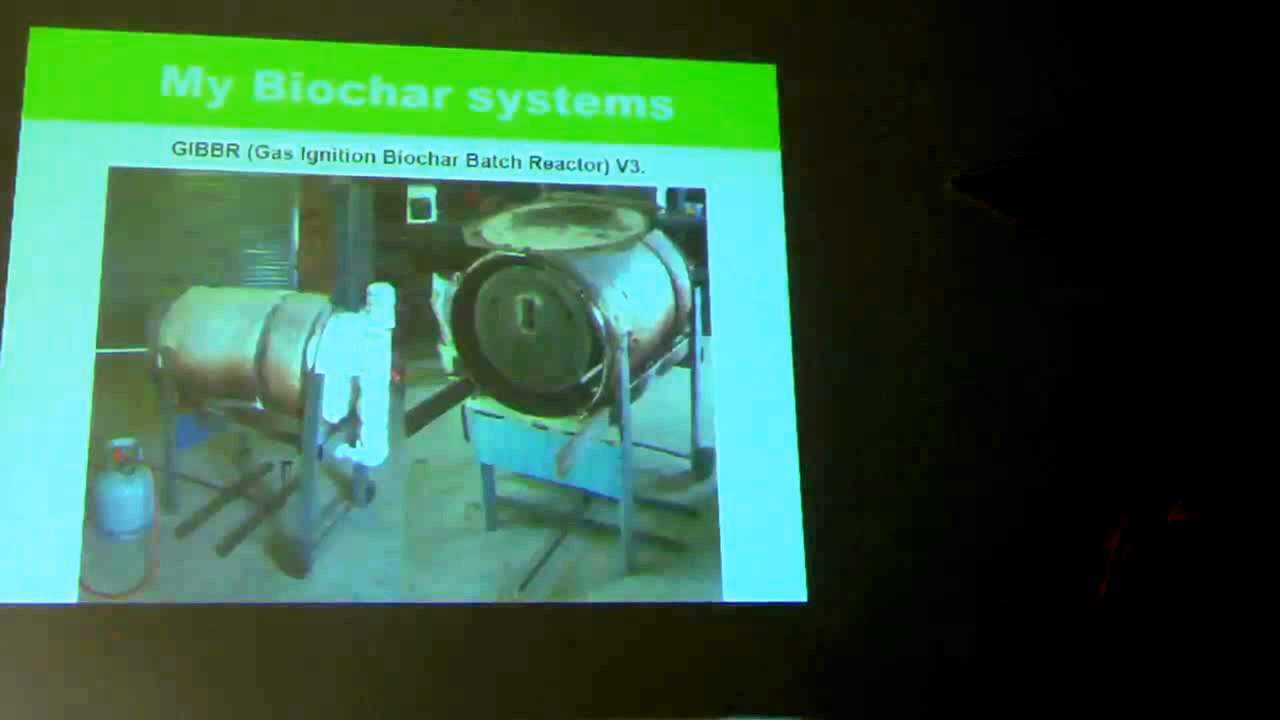 My Biochar systems
GIBBR (Gas Ignition Biochar Batch Reactor) V3.